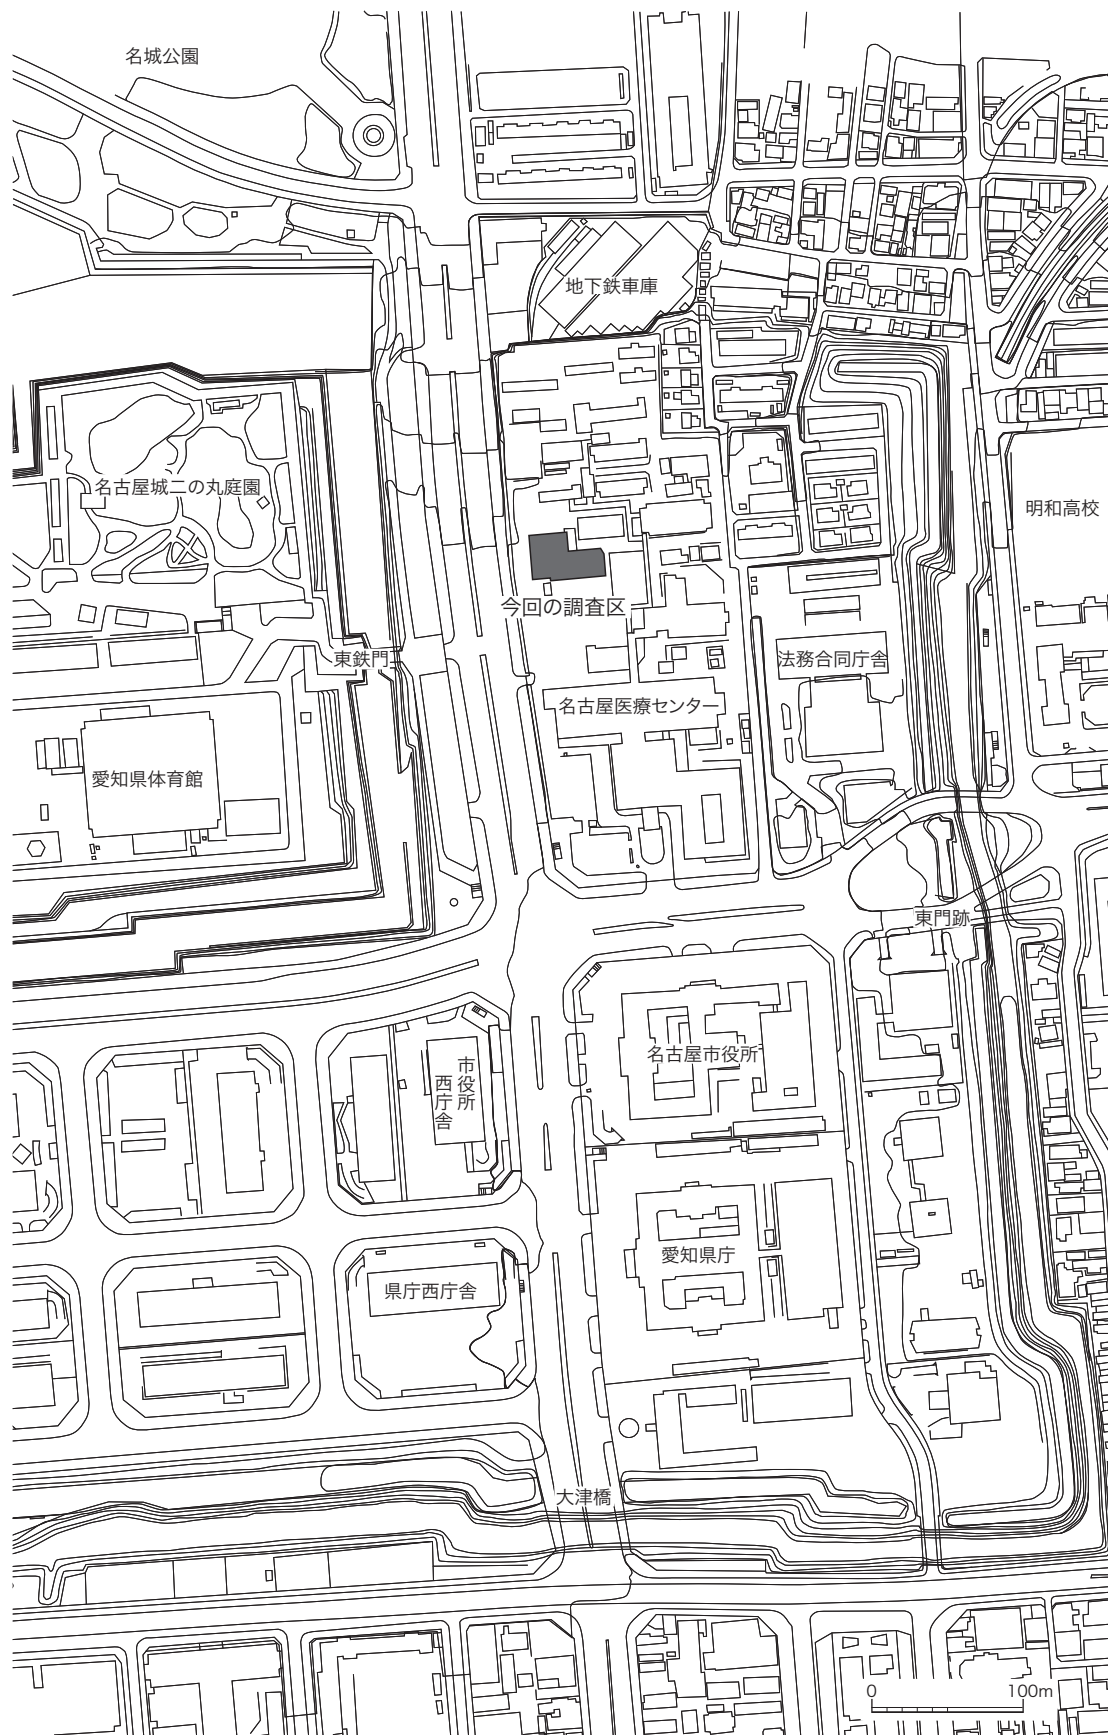 名城公園
地下鉄車庫
名古屋城二の丸庭園
明和高校
今回の調査区
東鉄門
法務合同庁舎
名古屋医療センター
愛知県体育館
東門跡
名古屋市役所
市役所
西庁舎
愛知県庁
県庁西庁舎
大津橋
0 100m